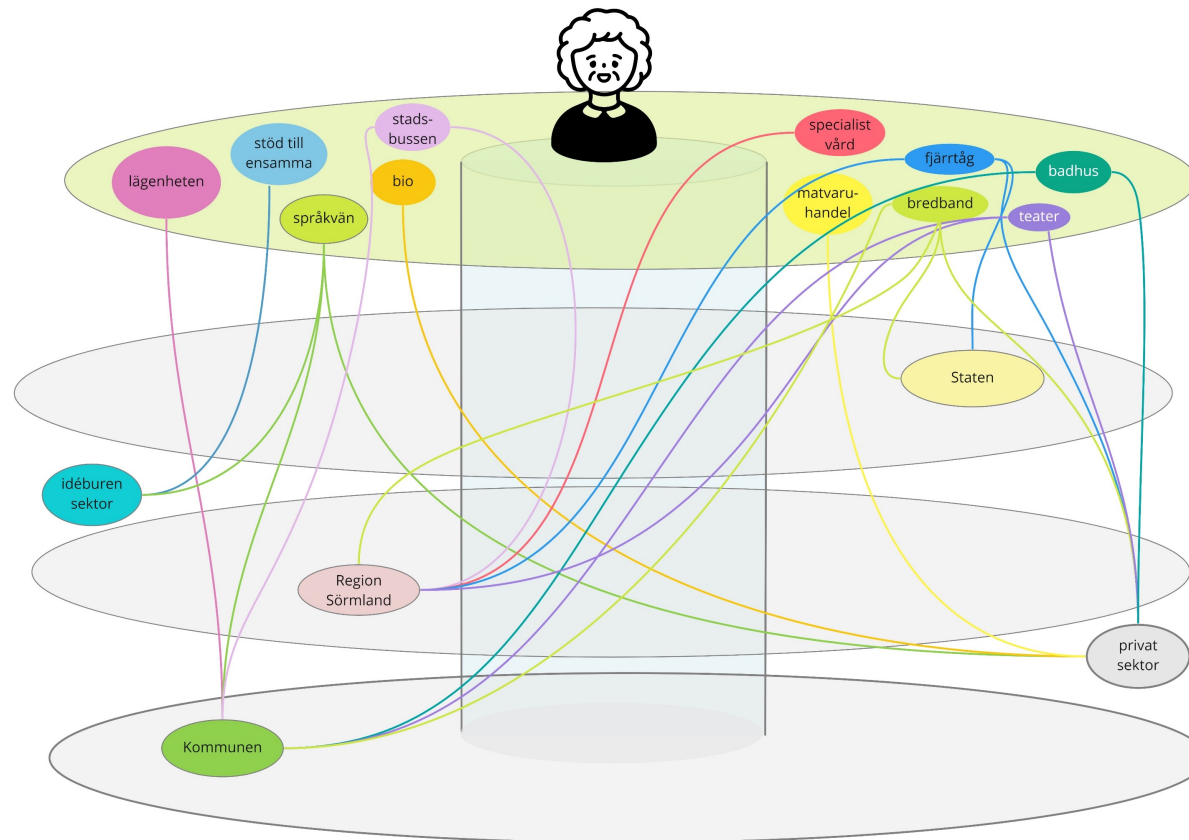 stads-
bussen
specialist
vård
stöd till
ensamma
fjärrtåg
lägenheten
bio
badhus
matvaru-
handel
bredband
språkvän
teater
Staten
idéburen
sektor
Region
Sörmland
privat
sektor
Kommunen